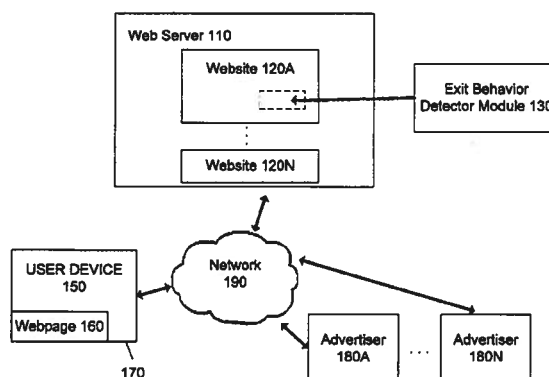 Web Server 110
Website 120A
Exit Behavior
Detector Module 130
Website 120N
Network
190
USER DEVICE
150
Webpage 160
170
Advertiser
180A
Advertiser
180N